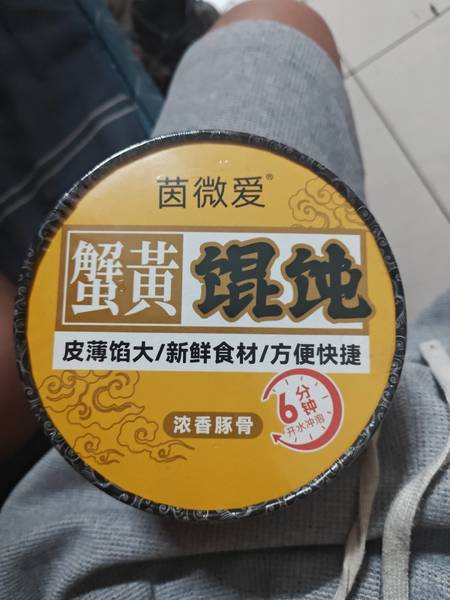 茵微爱®
蟹黄 馄饨
皮薄馅大/新鲜食材/方便快捷
浓香豚骨
6分钟
开水冲泡